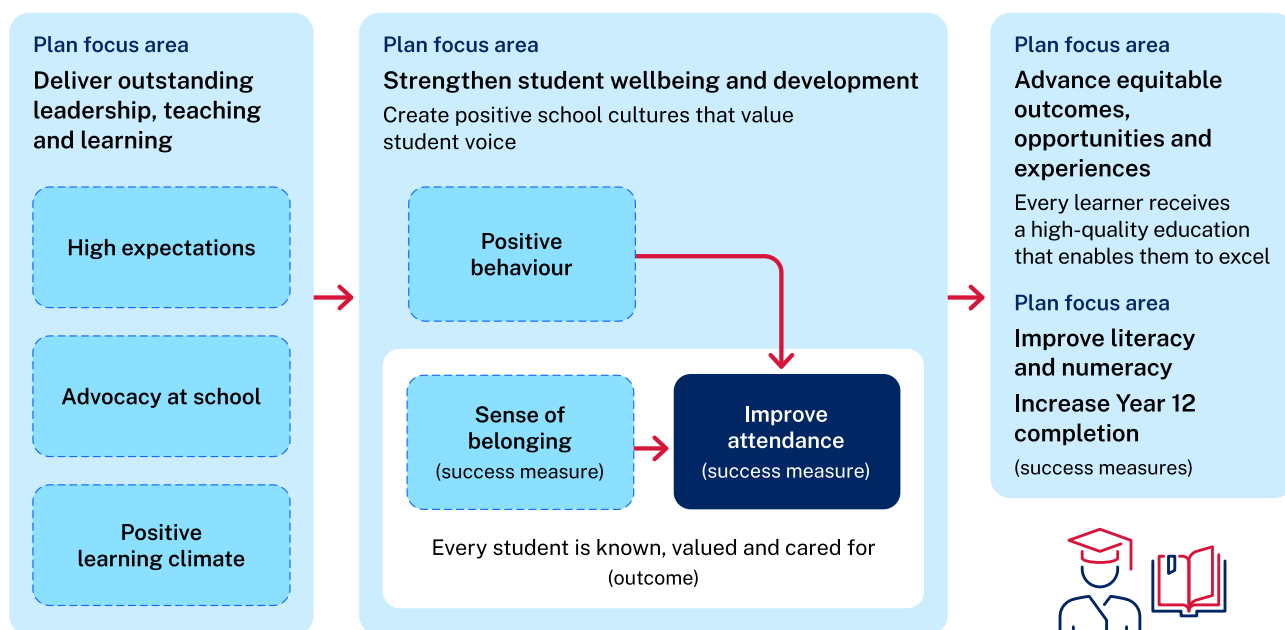 Plan focus area
Deliver outstanding
leadership, teaching
and learning
High expectations
Advocacy at school
Positive
learning climate
Plan focus area
Strengthen student wellbeing and development
Create positive school cultures that value
student voice
Positive
behaviour
Sense of
belonging
(success measure)
Improve
attendance
(success measure)
Every student is known, valued and cared for
(outcome)
Plan focus area
Advance equitable
outcomes,
opportunities and
experiences
Every learner receives
a high-quality education
that enables them to excel
Plan focus area
Improve literacy
and numeracy
Increase Year 12
completion
(success measures)